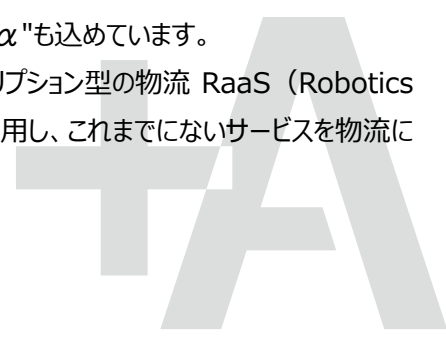 α"も込めています。
リプション型の物流 RaaS（Robotics
用し、これまでにないサービスを物流に
+A